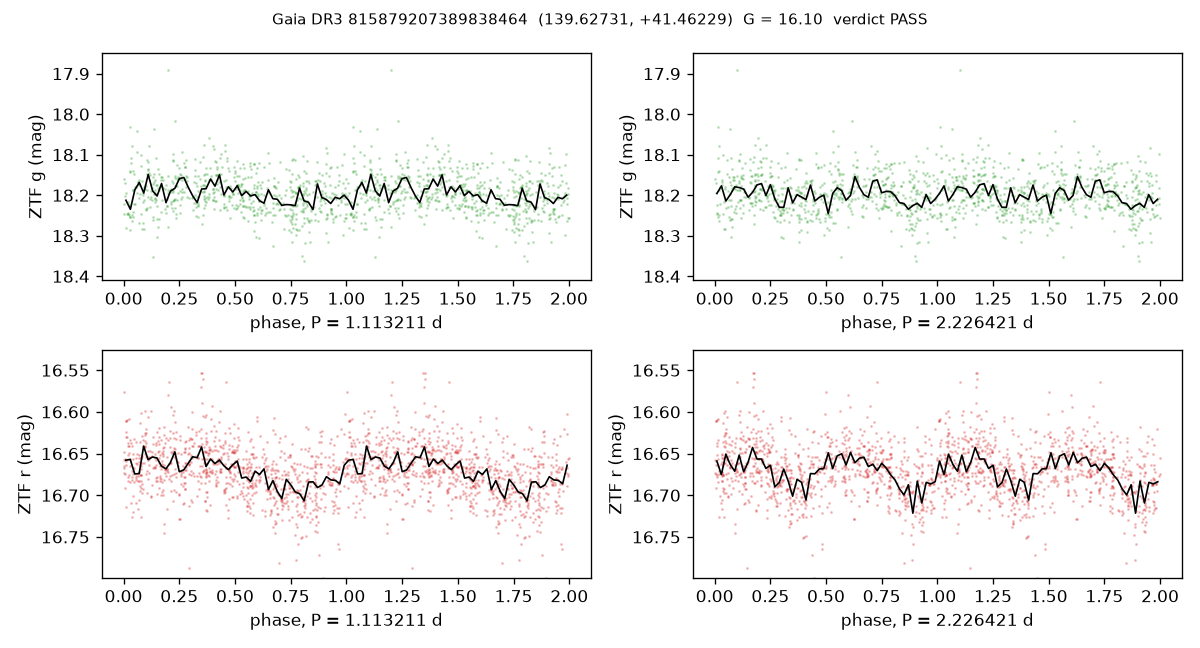 Gaia DR3 815879207389838464 (139.62731, +41.46229) G = 16.10 verdict PASS
ZTF g (mag)
17.9
18.0
18.1
18.2
18.3
18.4
0.00 0.25 0.50 0.75 1.00 1.25 1.50 1.75 2.00
phase, P = 1.113211 d
ZTF g (mag)
17.9
18.0
18.1
18.2
18.3
18.4
0.00 0.25 0.50 0.75 1.00 1.25 1.50 1.75 2.00
phase, P = 2.226421 d
ZTF r (mag)
16.55
16.60
16.65
16.70
16.75
0.00 0.25 0.50 0.75 1.00 1.25 1.50 1.75 2.00
phase, P = 1.113211 d
ZTF r (mag)
16.55
16.60
16.65
16.70
16.75
0.00 0.25 0.50 0.75 1.00 1.25 1.50 1.75 2.00
phase, P = 2.226421 d